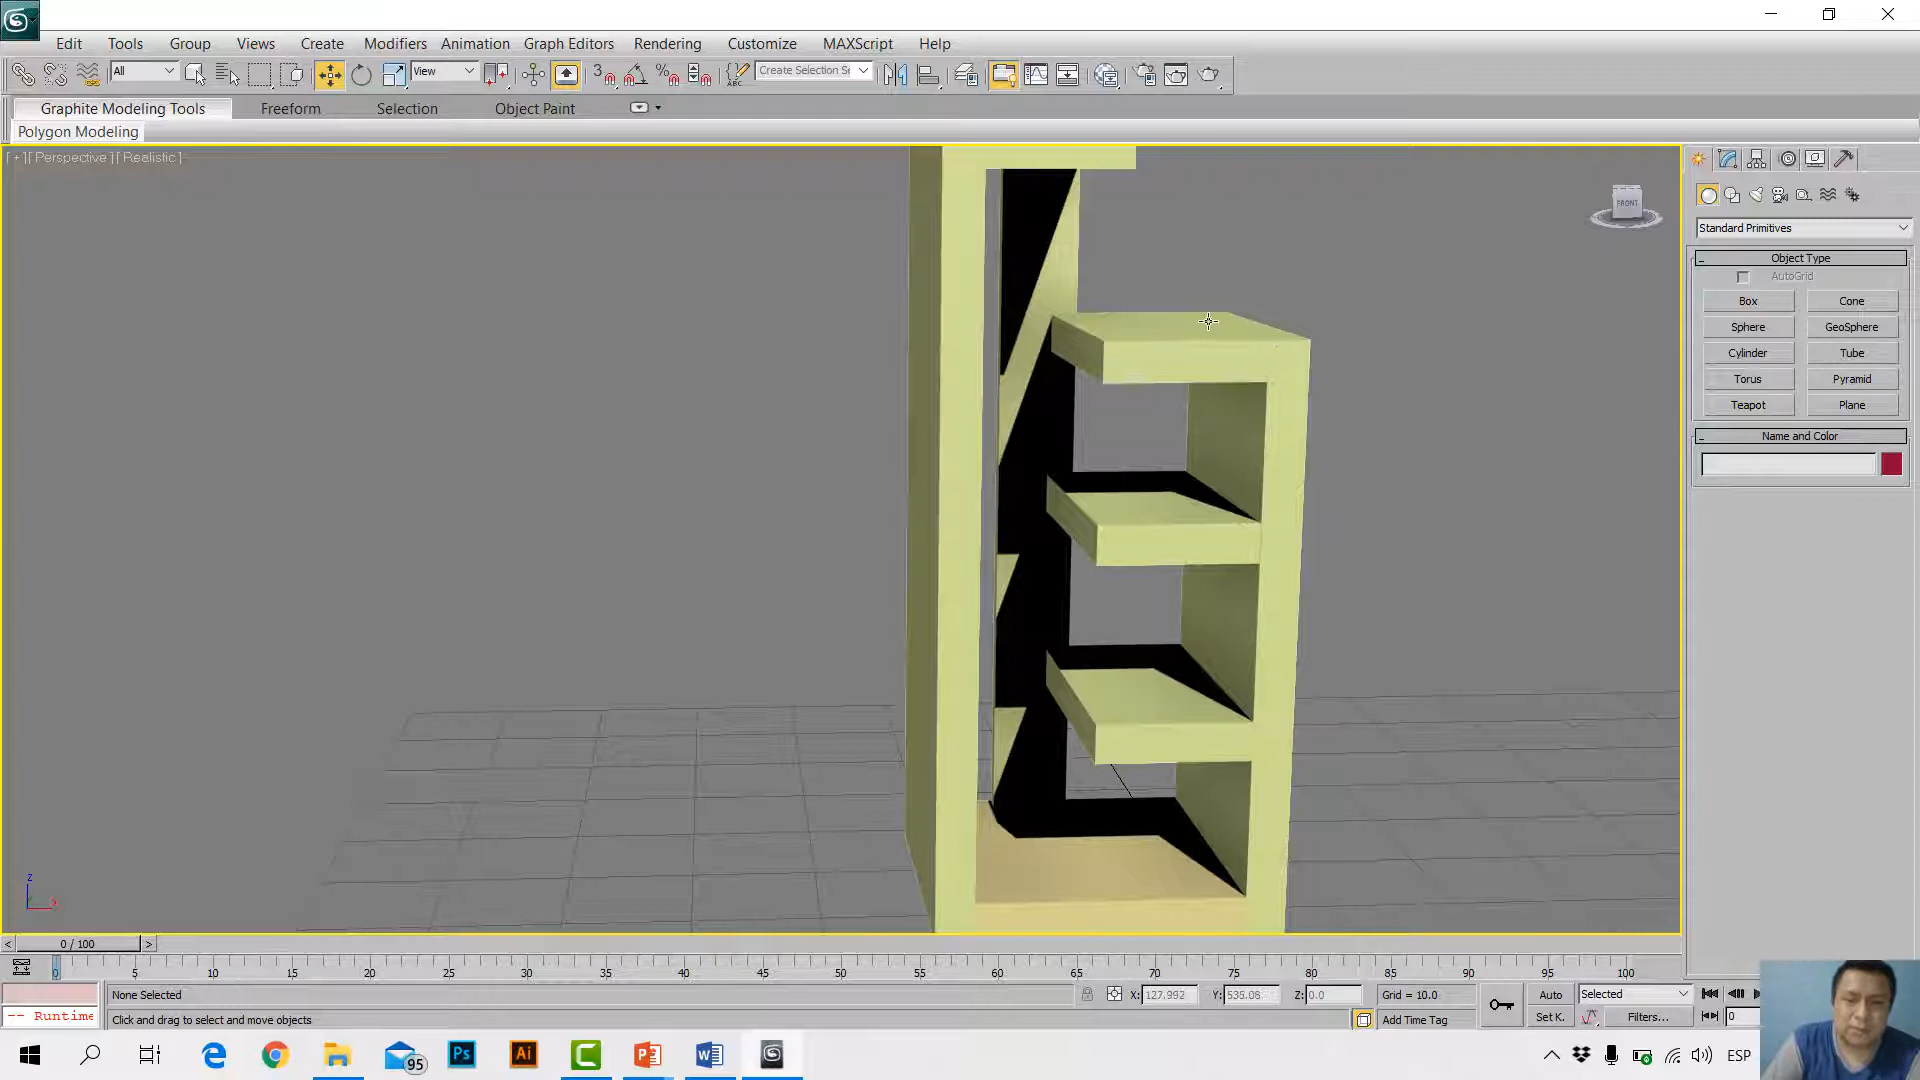 Edit Tools Group Views Create Modifiers Animation Graph Editors Rendering Customize MAXScript Help
All View 3 ABC Create Selection Se
Graphite Modeling Tools Freeform Selection Object Paint
Polygon Modeling
[ + ][ Perspective ][ Realistic ]
FRONT
Standard Primitives
Object Type
AutoGrid
Box Cone
Sphere GeoSphere
Cylinder Tube
Torus Pyramid
Teapot Plane
Name and Color
z
0 / 100
0 5 10 15 20 25 30 35 40 45 50 55 60 65 70 75 80 85 90 95 100
None Selected X: 127.992 Y: 535.06 Z: 0.0 Grid = 10.0 Auto Selected
-- Runtime Click and drag to select and move objects Add Time Tag Set K. Filters... 0
95 Ps Ai ESP